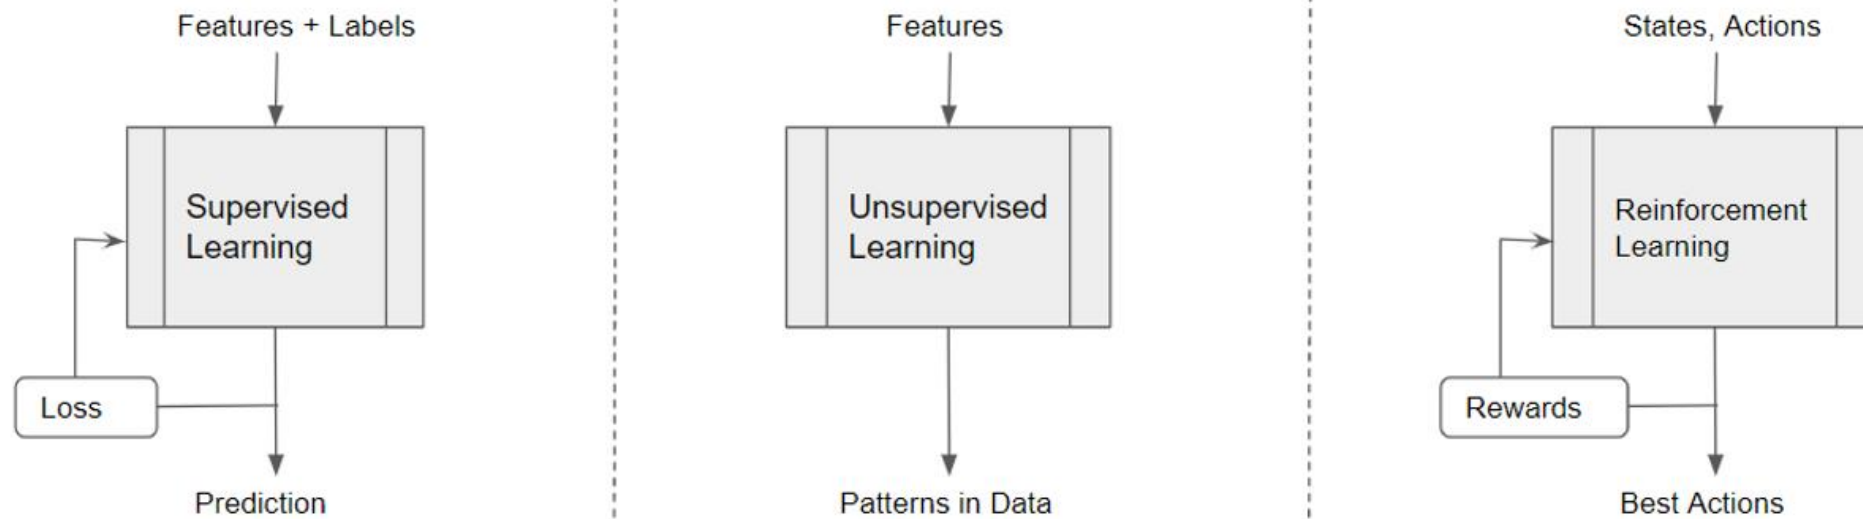 Features + Labels
Supervised
Learning
Loss
Prediction
Features
Unsupervised
Learning
Patterns in Data
States, Actions
Reinforcement
Learning
Rewards
Best Actions